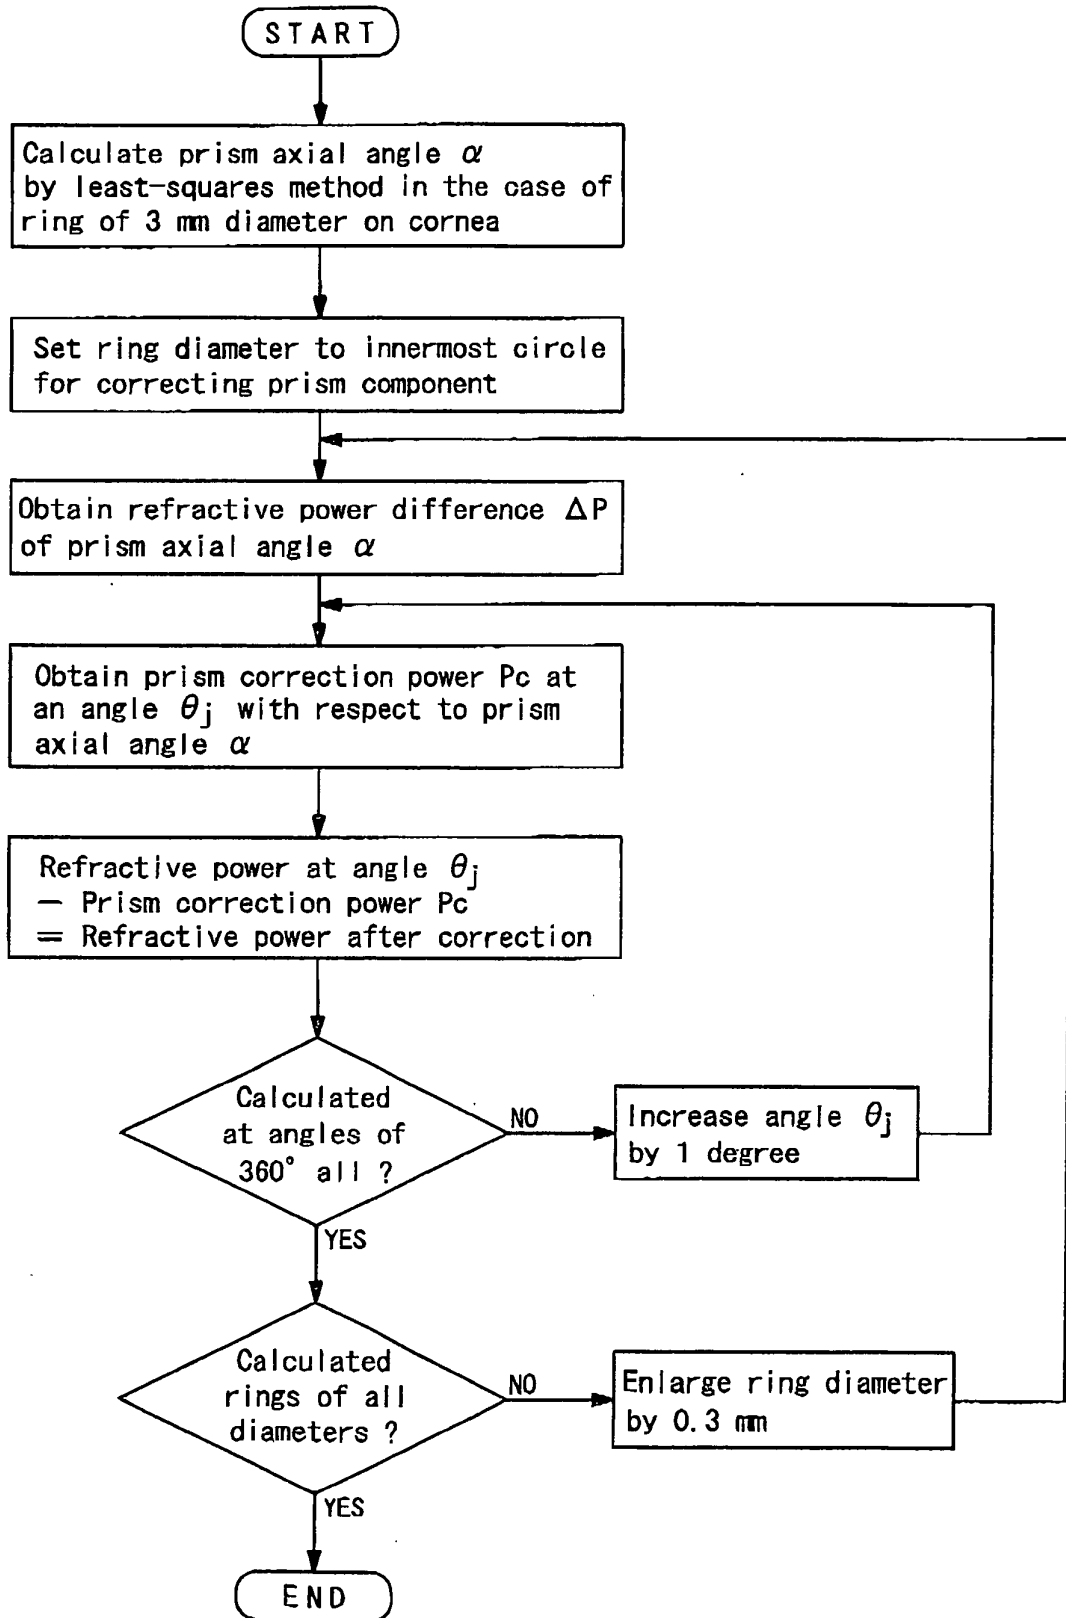 START
Calculate prism axial angle α
by least-squares method in the case of
ring of 3 mm diameter on cornea
Set ring diameter to innermost circle
for correcting prism component
Obtain refractive power difference ΔP
of prism axial angle α
Obtain prism correction power Pc at
an angle θj with respect to prism
axial angle α
Refractive power at angle θj
− Prism correction power Pc
= Refractive power after correction
Calculated
at angles of
360° all ?
NO
Increase angle θj
by 1 degree
YES
Calculated
rings of all
diameters ?
NO
Enlarge ring diameter
by 0.3 mm
YES
END